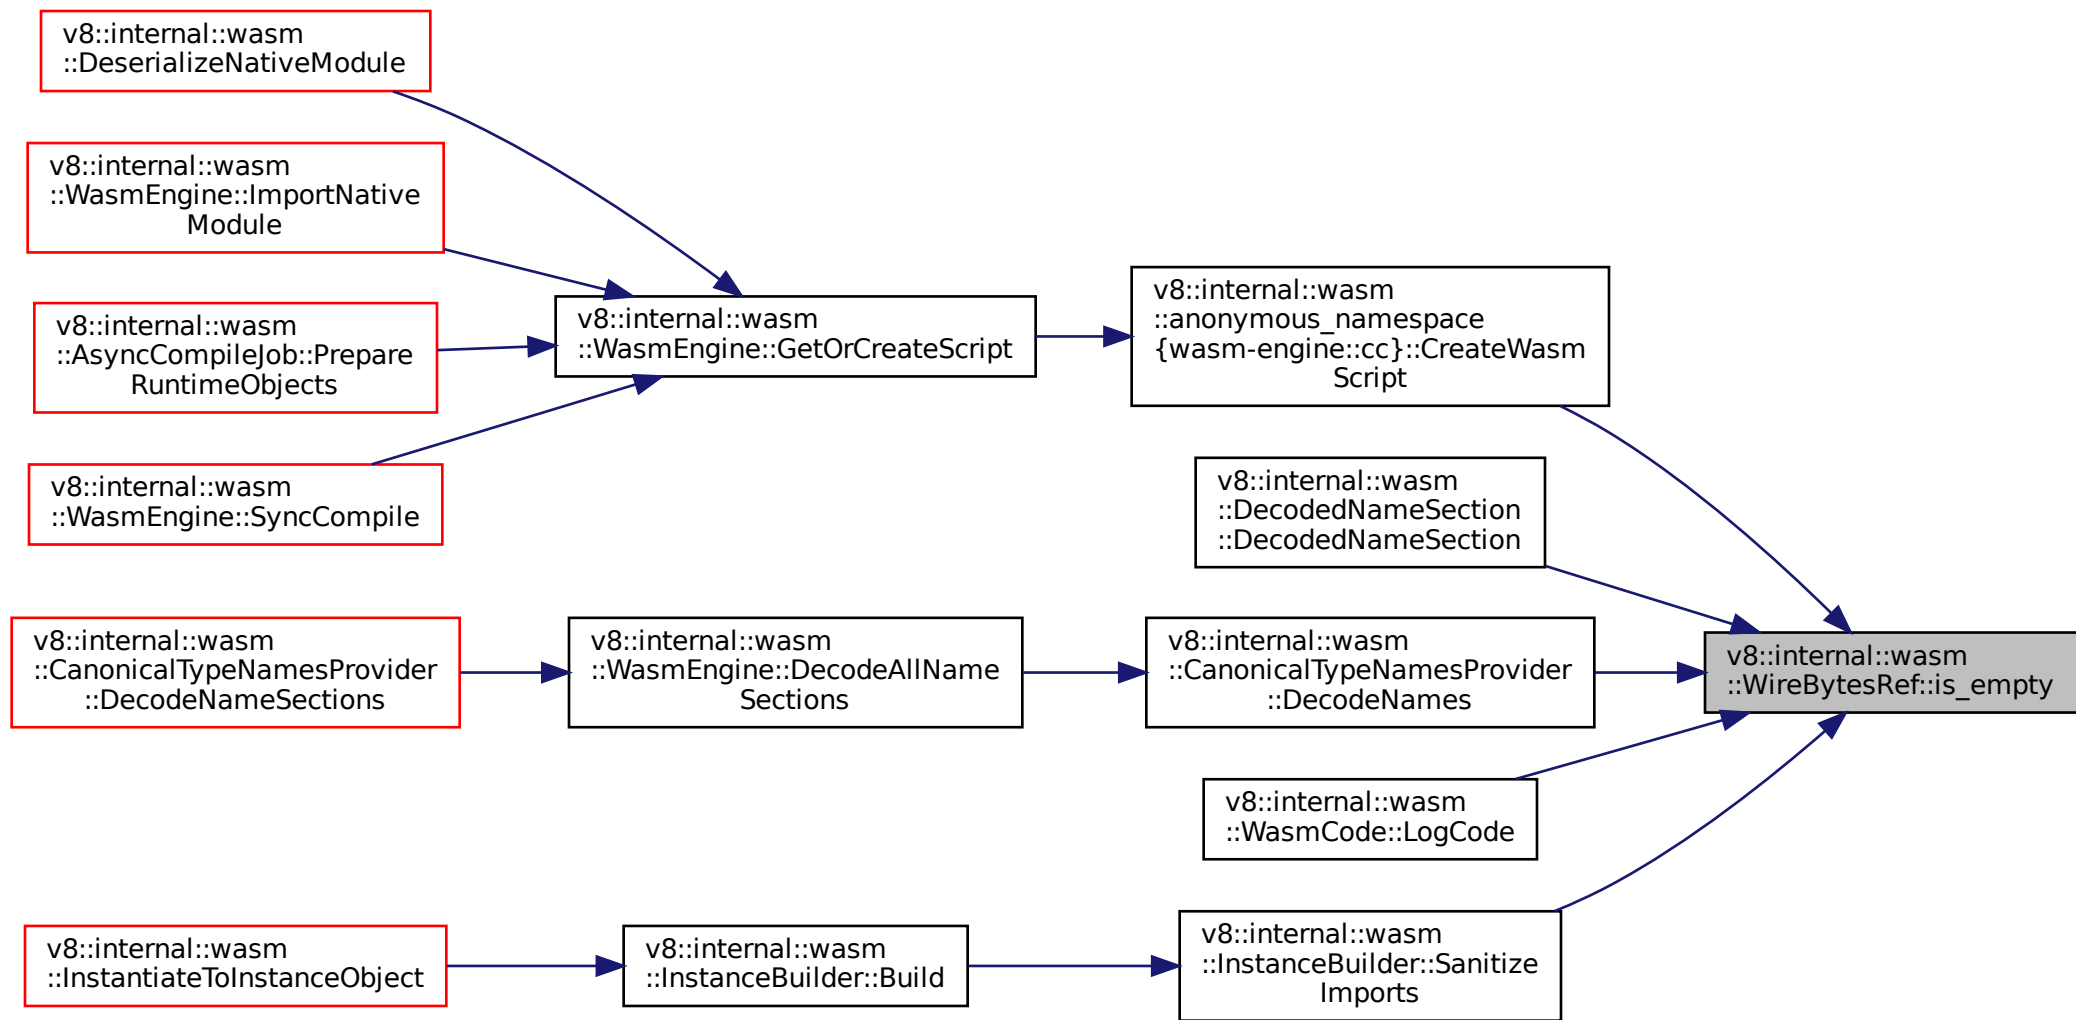 v8::internal::wasm
::DeserializeNativeModule
v8::internal::wasm
::WasmEngine::ImportNative
Module
v8::internal::wasm
::AsyncCompileJob::Prepare
RuntimeObjects
v8::internal::wasm
::WasmEngine::SyncCompile
v8::internal::wasm
::CanonicalTypeNamesProvider
::DecodeNameSections
v8::internal::wasm
::InstantiateToInstanceObject
v8::internal::wasm
::WasmEngine::GetOrCreateScript
v8::internal::wasm
::WasmEngine::DecodeAllName
Sections
v8::internal::wasm
::InstanceBuilder::Build
v8::internal::wasm
::anonymous_namespace
{wasm-engine::cc}::CreateWasm
Script
v8::internal::wasm
::DecodedNameSection
::DecodedNameSection
v8::internal::wasm
::CanonicalTypeNamesProvider
::DecodeNames
v8::internal::wasm
::WasmCode::LogCode
v8::internal::wasm
::InstanceBuilder::Sanitize
Imports
v8::internal::wasm
::WireBytesRef::is_empty